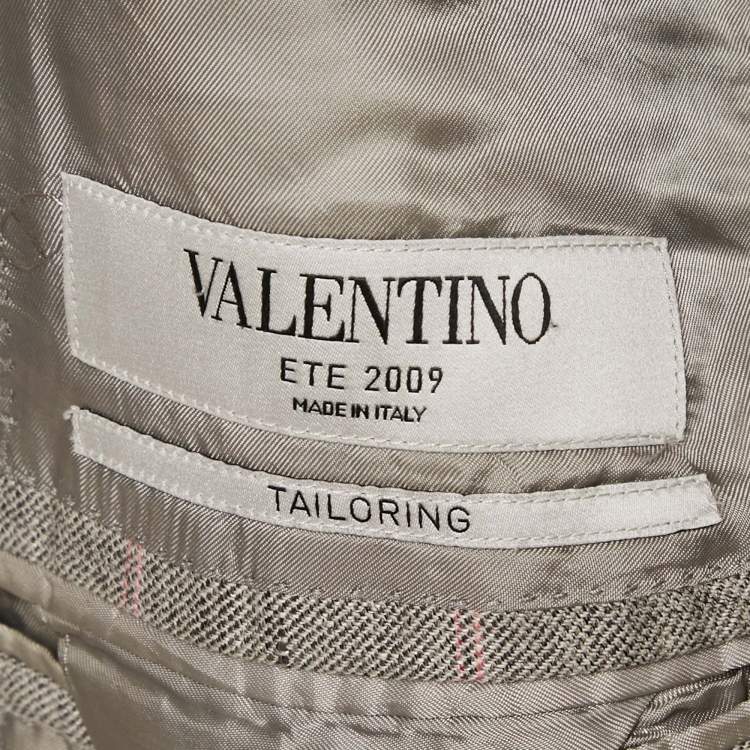 VALENTINO
ETE 2009
MADE IN ITALY
TAILORING